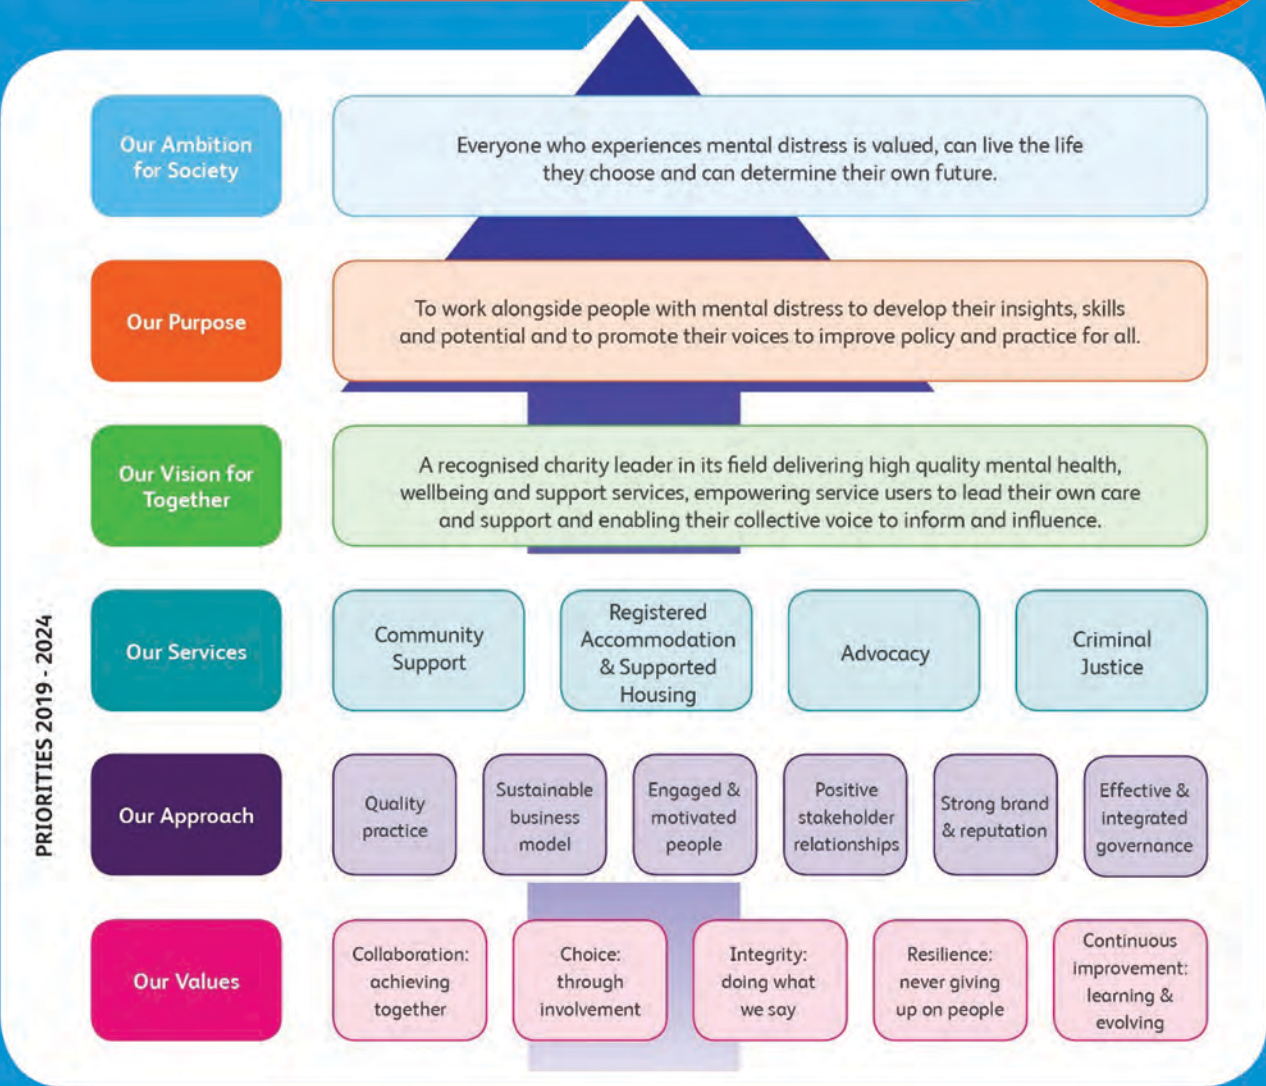 Our Ambition
for Society
Everyone who experiences mental distress is valued, can live the life
they choose and can determine their own future.
Our Purpose
To work alongside people with mental distress to develop their insights, skills
and potential and to promote their voices to improve policy and practice for all.
Our Vision for
Together
A recognised charity leader in its field delivering high quality mental health,
wellbeing and support services, empowering service users to lead their own care
and support and enabling their collective voice to inform and influence.
PRIORITIES 2019 - 2024
Our Services
Community
Support
Registered
Accommodation
& Supported
Housing
Advocacy
Criminal
Justice
Our Approach
Quality
practice
Sustainable
business
model
Engaged &
motivated
people
Positive
stakeholder
relationships
Strong brand
& reputation
Effective &
integrated
governance
Our Values
Collaboration:
achieving
together
Choice:
through
involvement
Integrity:
doing what
we say
Resilience:
never giving
up on people
Continuous
improvement:
learning &
evolving